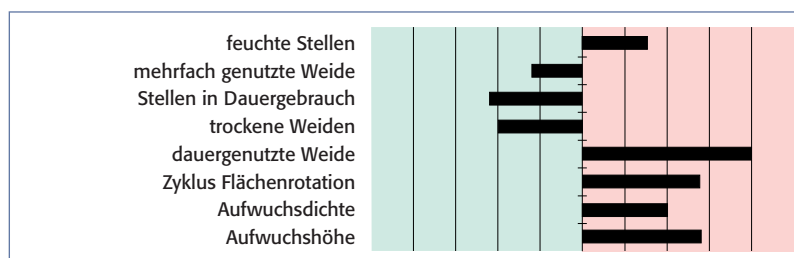 feuchte Stellen
mehrfach genutzte Weide
Stellen in Dauergebrauch
trockene Weiden
dauergenutzte Weide
Zyklus Flächenrotation
Aufwuchsdichte
Aufwuchshöhe